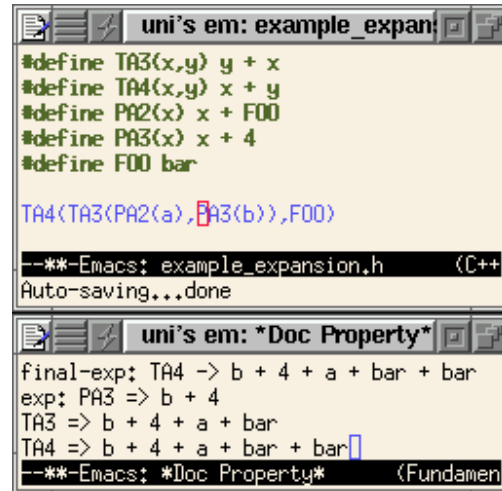 uni's em: example_expan
#define TA3(x,y) y + x
#define TA4(x,y) x + y
#define PA2(x) x + FOO
#define PA3(x) x + 4
#define FOO bar
TA4(TA3(PA2(a),PA3(b)),FOO)
--**-Emacs: example_expansion.h (C++
Auto-saving...done
uni's em: *Doc Property*
final-exp: TA4 -> b + 4 + a + bar + bar
exp: PA3 => b + 4
TA3 => b + 4 + a + bar
TA4 => b + 4 + a + bar + bar
--**-Emacs: *Doc Property* (Fundamen